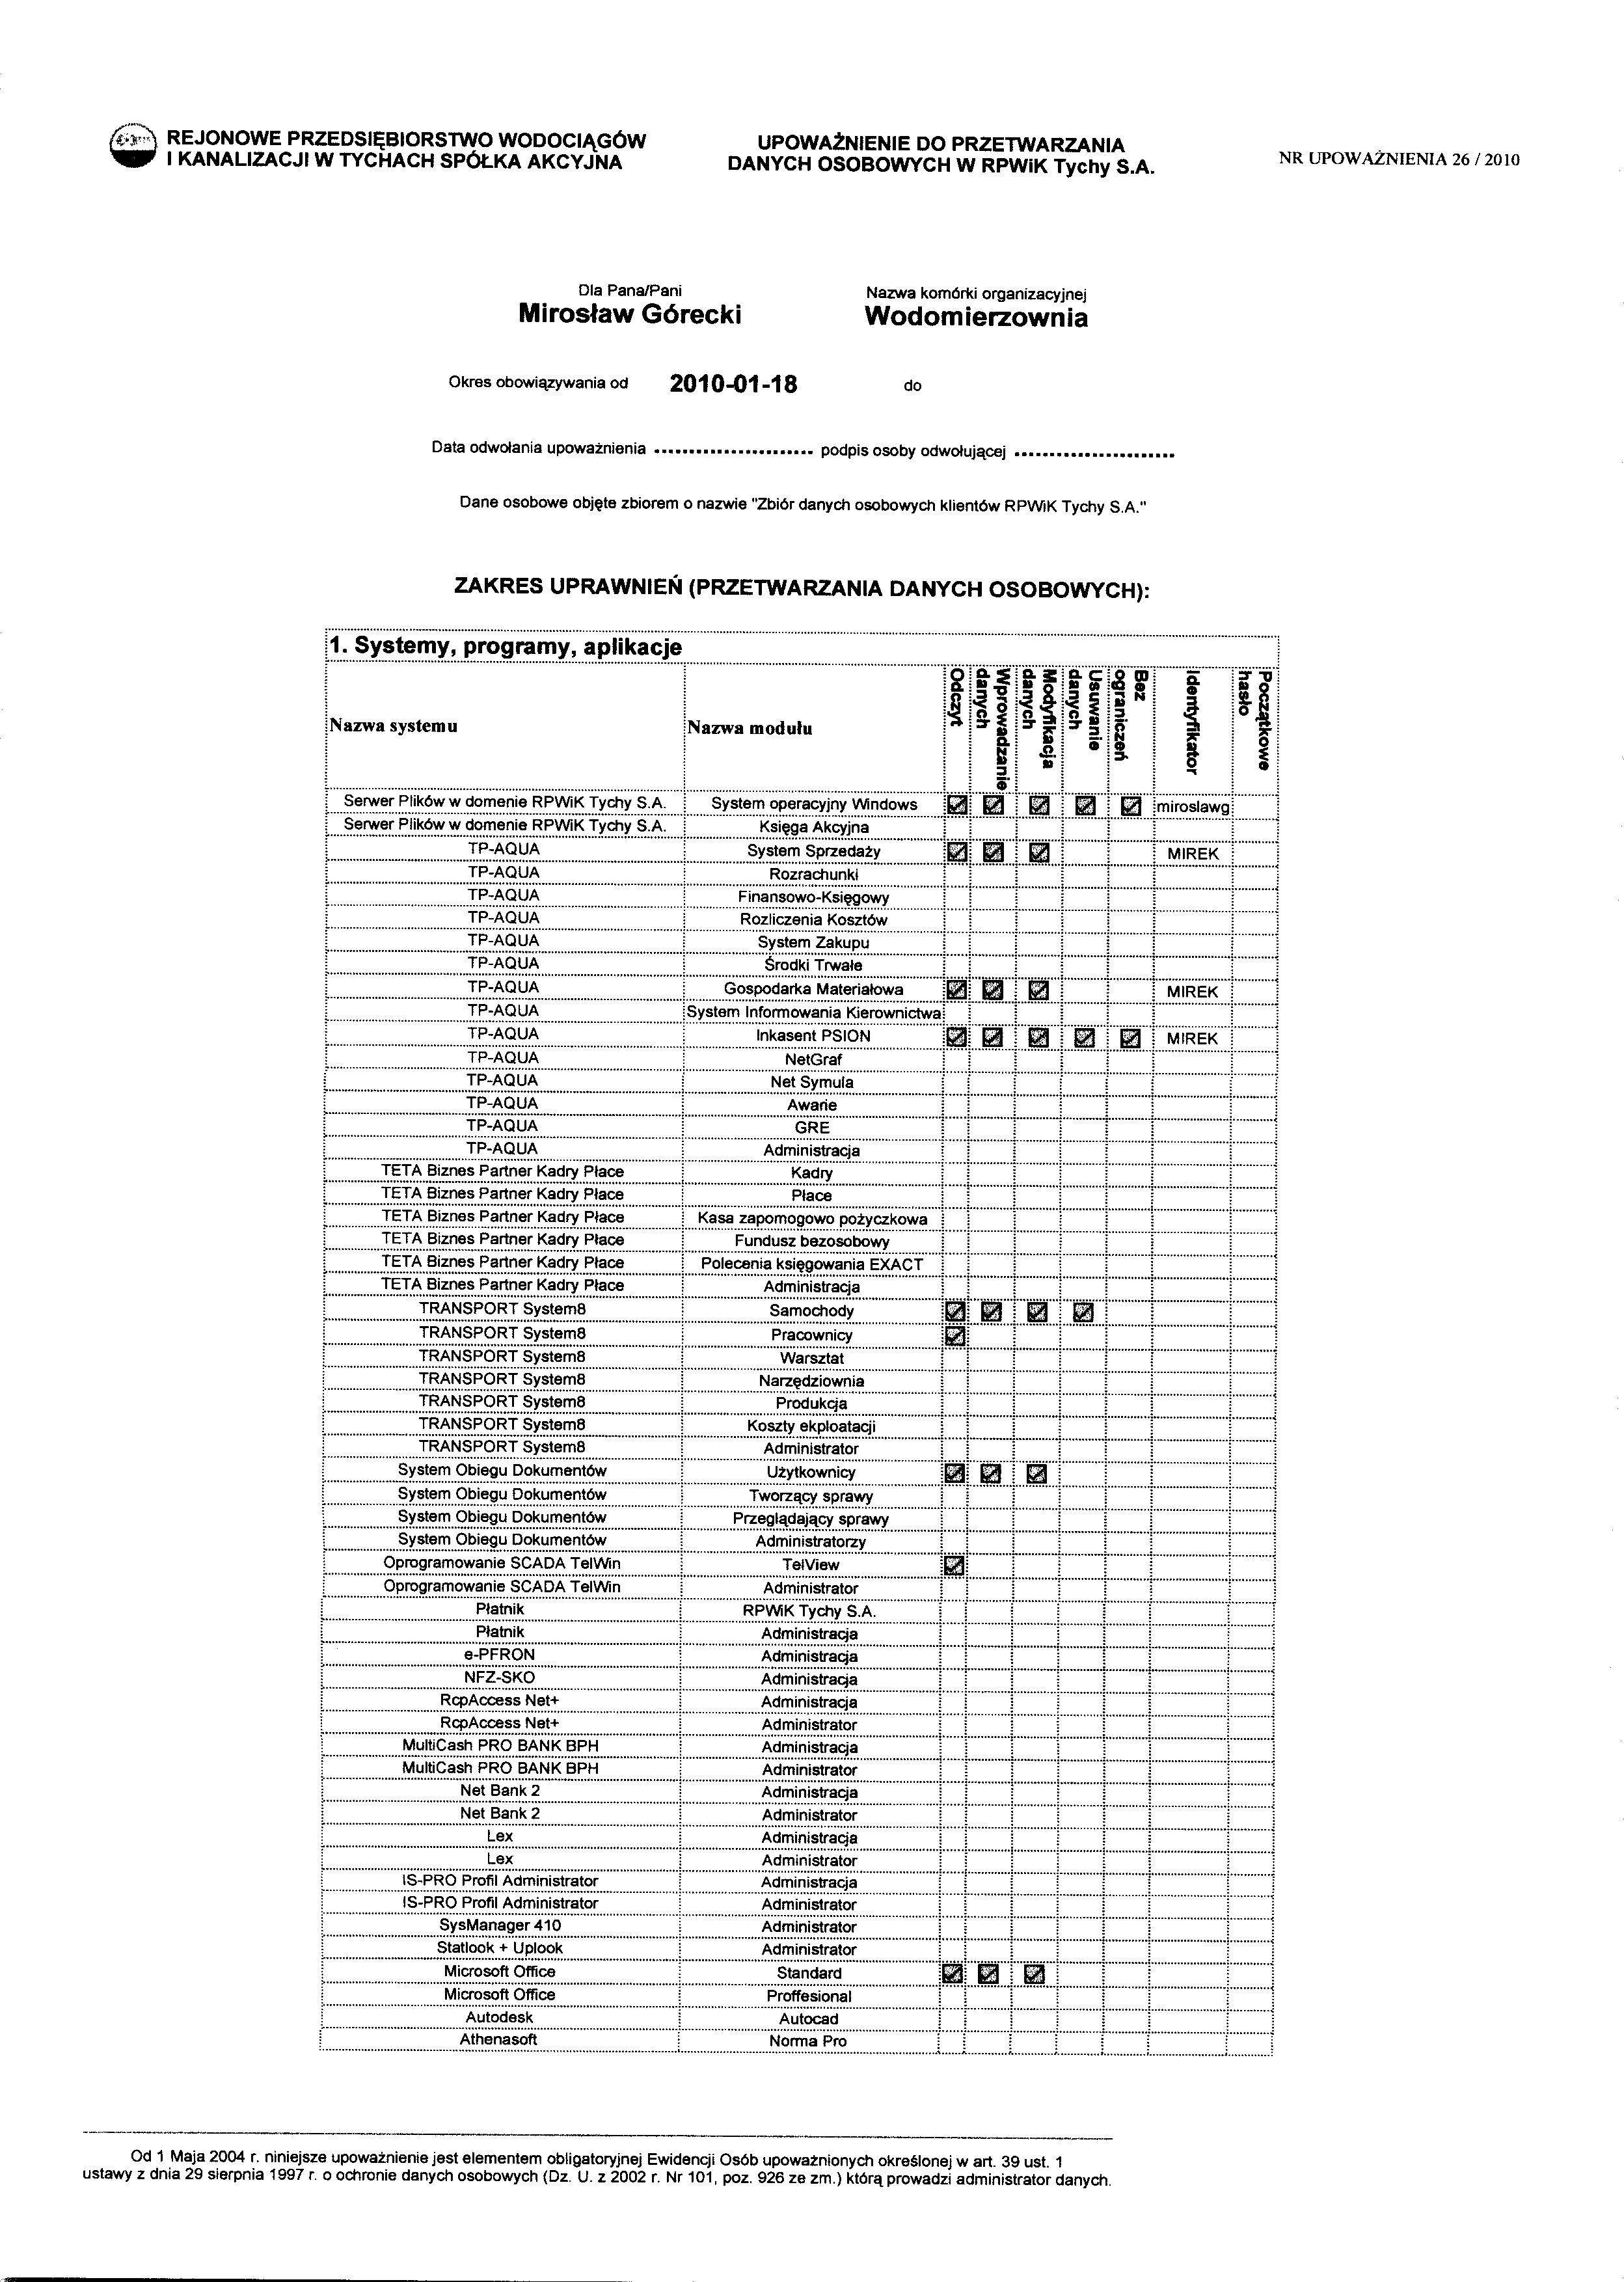 REJONOWE PRZEDSIĘBIORSTWO WODOCIĄGÓW
I KANALIZACJI W TYCHACH SPÓŁKA AKCYJNA
UPOWAŻNIENIE DO PRZETWARZANIA
DANYCH OSOBOWYCH W RPWiK Tychy S.A.
NR UPOWAŻNIENIA 26 / 2010
Dla Pana/Pani
Mirosław Górecki
Nazwa komórki organizacyjnej
Wodomierzownia
Okres obowiązywania od 2010-01-18 do
Data odwołania upoważnienia ....................... podpis osoby odwołującej .......................
Dane osobowe objęte zbiorem o nazwie "Zbiór danych osobowych klientów RPWiK Tychy S.A."
ZAKRES UPRAWNIEŃ (PRZETWARZANIA DANYCH OSOBOWYCH):
1. Systemy, programy, aplikacje
Nazwa systemu Nazwa modułu Odczyt Wprowadzanie danych Modyfikacja danych Usuwanie danych Bez ograniczeń Identyfikator Początkowe hasło
Serwer Plików w domenie RPWiK Tychy S.A. System operacyjny Windows ☑ ☑ ☑ ☑ ☑ miroslawg
Serwer Plików w domenie RPWiK Tychy S.A. Księga Akcyjna
TP-AQUA System Sprzedaży ☑ ☑ ☑ MIREK
TP-AQUA Rozrachunki
TP-AQUA Finansowo-Księgowy
TP-AQUA Rozliczenia Kosztów
TP-AQUA System Zakupu
TP-AQUA Środki Trwałe
TP-AQUA Gospodarka Materiałowa ☑ ☑ ☑ MIREK
TP-AQUA System Informowania Kierownictwa
TP-AQUA Inkasent PSION ☑ ☑ ☑ ☑ ☑ MIREK
TP-AQUA NetGraf
TP-AQUA Net Symula
TP-AQUA Awarie
TP-AQUA GRE
TP-AQUA Administracja
TETA Biznes Partner Kadry Płace Kadry
TETA Biznes Partner Kadry Płace Płace
TETA Biznes Partner Kadry Płace Kasa zapomogowo pożyczkowa
TETA Biznes Partner Kadry Płace Fundusz bezosobowy
TETA Biznes Partner Kadry Płace Polecenia księgowania EXACT
TETA Biznes Partner Kadry Płace Administracja
TRANSPORT System8 Samochody ☑ ☑ ☑ ☑
TRANSPORT System8 Pracownicy ☑
TRANSPORT System8 Warsztat
TRANSPORT System8 Narzędziownia
TRANSPORT System8 Produkcja
TRANSPORT System8 Koszty ekploatacji
TRANSPORT System8 Administrator
System Obiegu Dokumentów Użytkownicy ☑ ☑ ☑
System Obiegu Dokumentów Tworzący sprawy
System Obiegu Dokumentów Przeglądający sprawy
System Obiegu Dokumentów Administratorzy
Oprogramowanie SCADA TelWin TelView ☑
Oprogramowanie SCADA TelWin Administrator
Płatnik RPWiK Tychy S.A.
Płatnik Administracja
e-PFRON Administracja
NFZ-SKO Administracja
RcpAccess Net+ Administracja
RcpAccess Net+ Administrator
MultiCash PRO BANK BPH Administracja
MultiCash PRO BANK BPH Administrator
Net Bank 2 Administracja
Net Bank 2 Administrator
Lex Administracja
Lex Administrator
IS-PRO Profil Administrator Administracja
IS-PRO Profil Administrator Administrator
SysManager 410 Administrator
Statlook + Uplook Administrator
Microsoft Office Standard ☑ ☑ ☑
Microsoft Office Proffesional
Autodesk Autocad
Athenasoft Norma Pro
Od 1 Maja 2004 r. niniejsze upoważnienie jest elementem obligatoryjnej Ewidencji Osób upoważnionych określonej w art. 39 ust. 1
ustawy z dnia 29 sierpnia 1997 r. o ochronie danych osobowych (Dz. U. z 2002 r. Nr 101, poz. 926 ze zm.) którą prowadzi administrator danych.